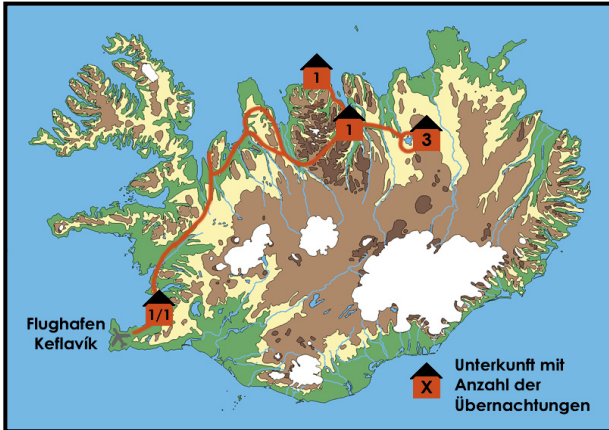 1
1
3
1/1
Flughafen
Keflavík
X
Unterkunft mit
Anzahl der
Übernachtungen